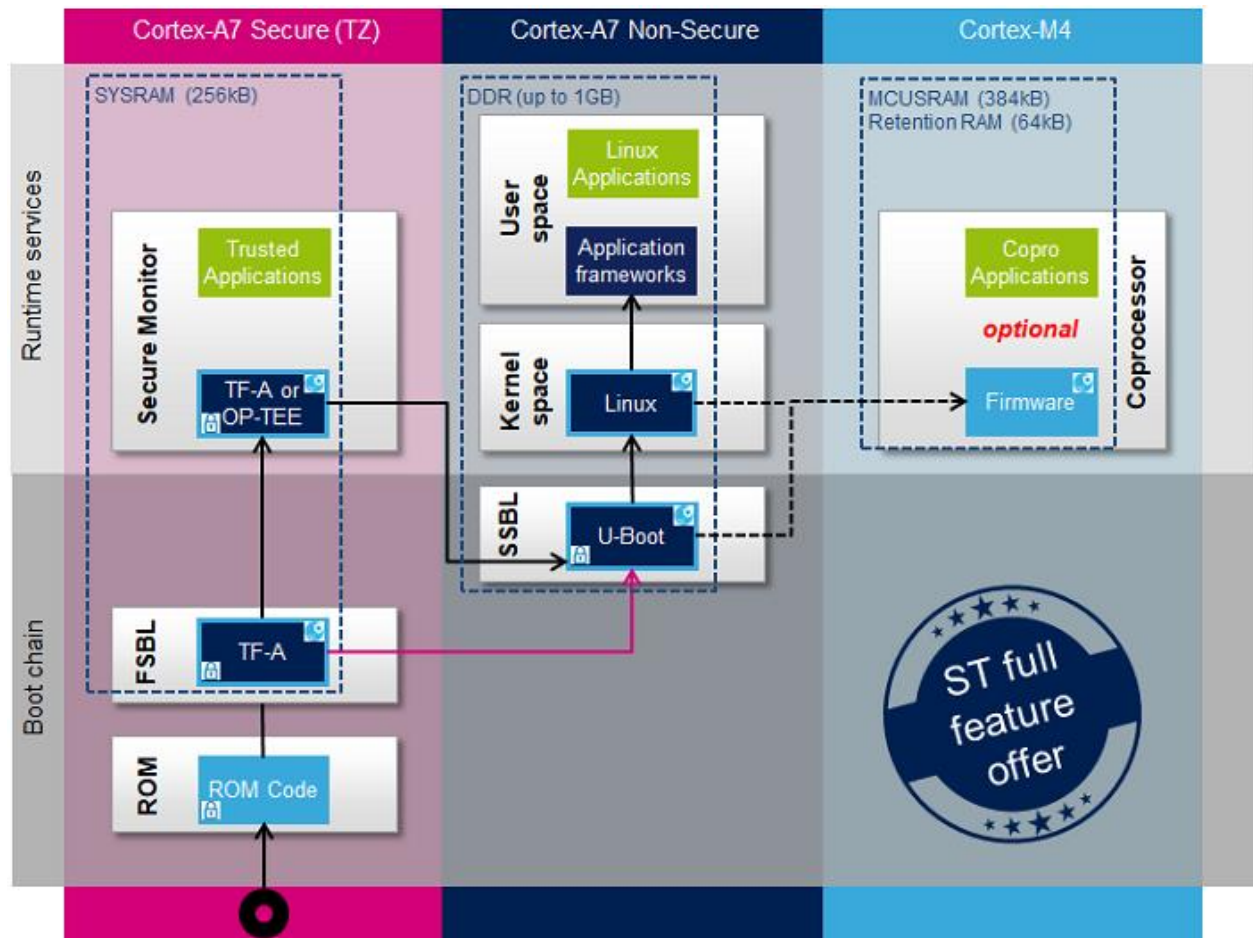 Cortex-A7 Secure (TZ)
Cortex-A7 Non-Secure
Cortex-M4
Runtime services
SYSRAM (256kB)
Secure Monitor
Trusted
Applications
TF-A or
OP-TEE
DDR (up to 1GB)
User
space
Linux
Applications
Application
frameworks
Kernel
space
Linux
MCUSRAM (384kB)
Retention RAM (64kB)
Copro
Applications
optional
Firmware
Coprocessor
Boot chain
SSBL
U-Boot
FSBL
TF-A
ROM
ROM Code
ST full
feature
offer